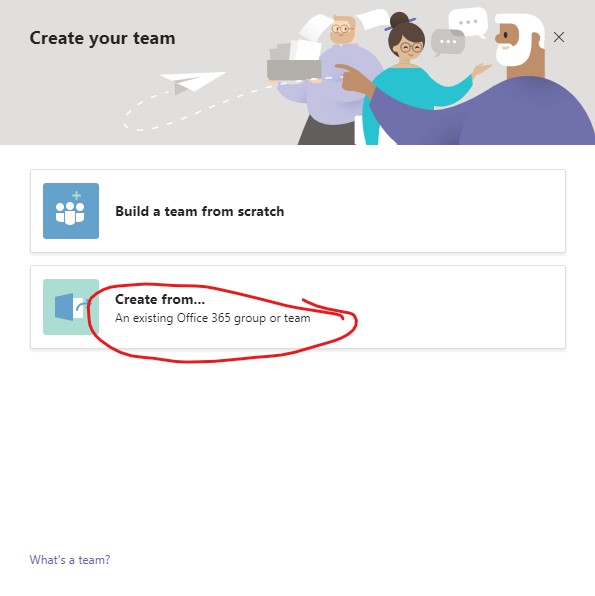 Create your team
Build a team from scratch
Create from...
An existing Office 365 group or team
What's a team?